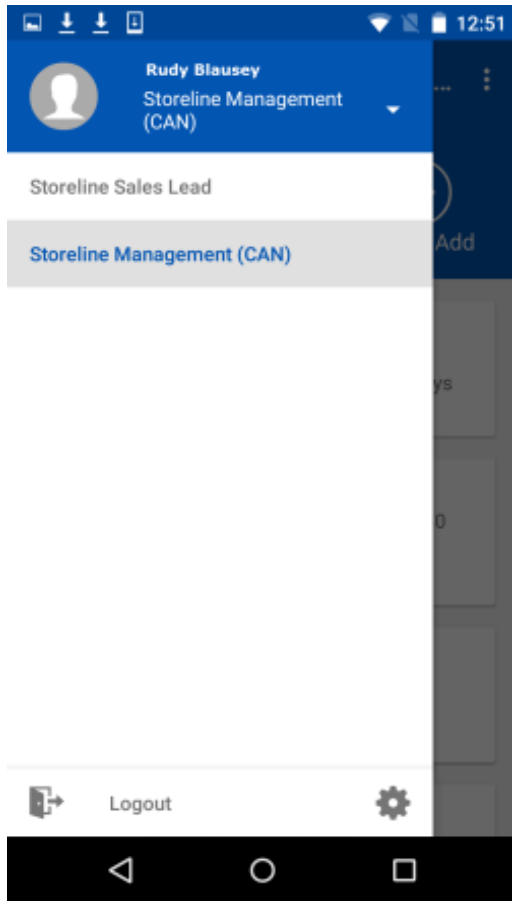 12:51
Rudy Blausey
Storeline Management
(CAN)
...
Storeline Sales Lead
Add
Storeline Management (CAN)
ys
0
Logout